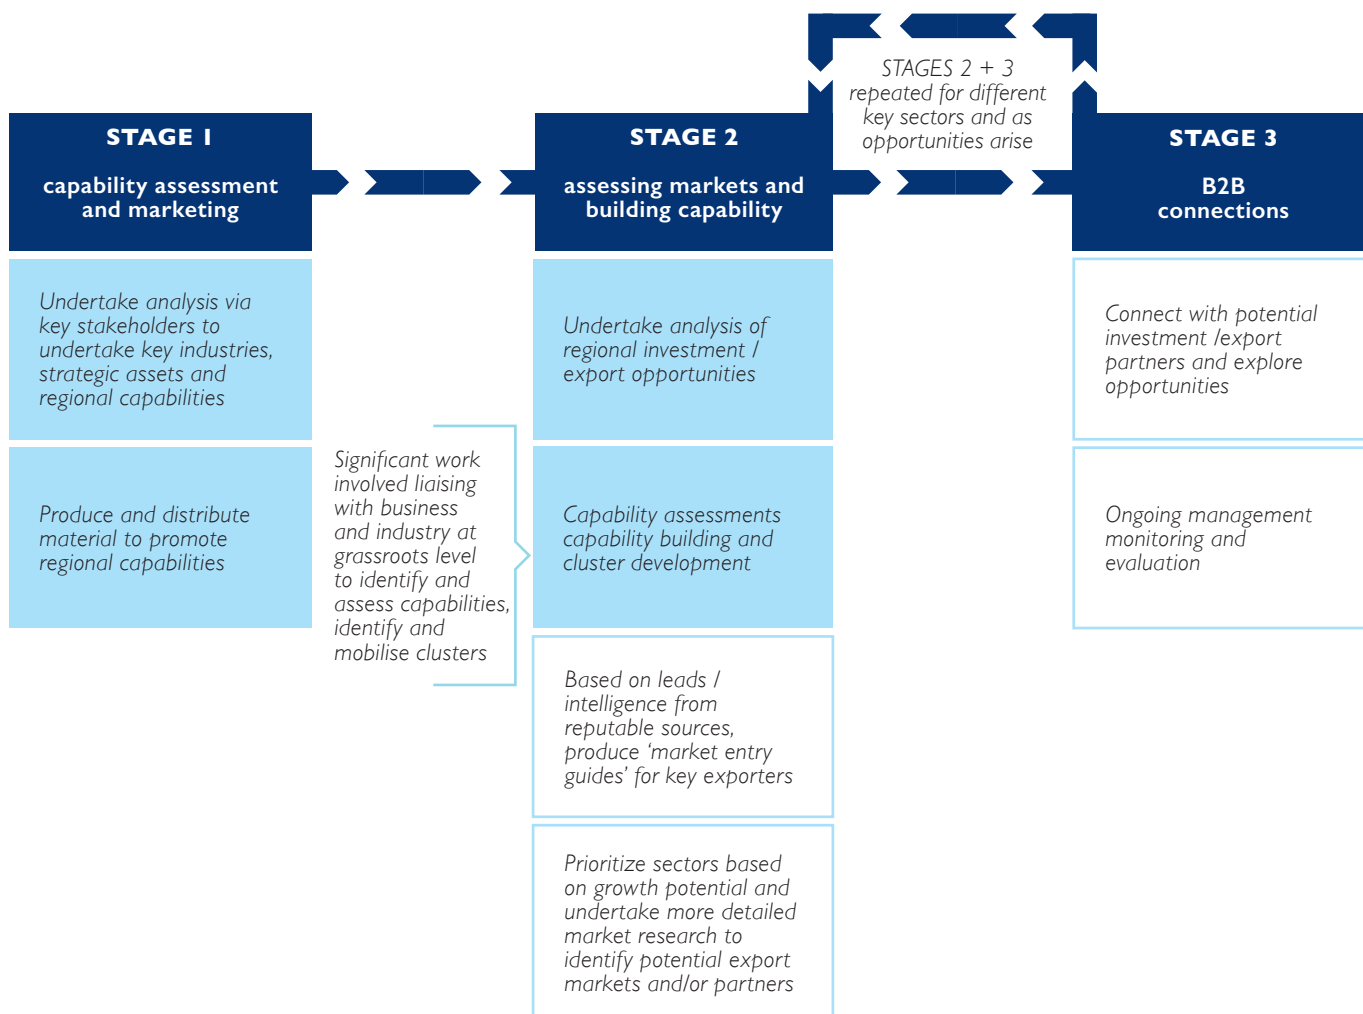 STAGES 2 + 3
repeated for different
key sectors and as
opportunities arise
STAGE 1
capability assessment
and marketing
STAGE 2
assessing markets and
building capability
STAGE 3
B2B
connections
Undertake analysis via
key stakeholders to
undertake key industries,
strategic assets and
regional capabilities
Produce and distribute
material to promote
regional capabilities
Significant work
involved liaising
with business
and industry at
grassroots level
to identify and
assess capabilities,
identify and
mobilise clusters
Undertake analysis of
regional investment /
export opportunities
Capability assessments
capability building and
cluster development
Based on leads /
intelligence from
reputable sources,
produce ‘market entry
guides’ for key exporters
Prioritize sectors based
on growth potential and
undertake more detailed
market research to
identify potential export
markets and/or partners
Connect with potential
investment /export
partners and explore
opportunities
Ongoing management
monitoring and
evaluation